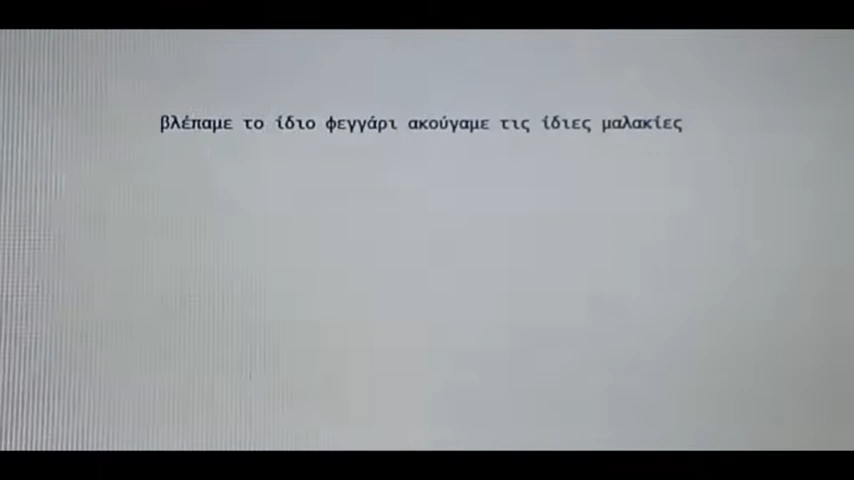 βλέπαμε το ίδιο φεγγάρι ακούγαμε τις ίδιες μαλακίες